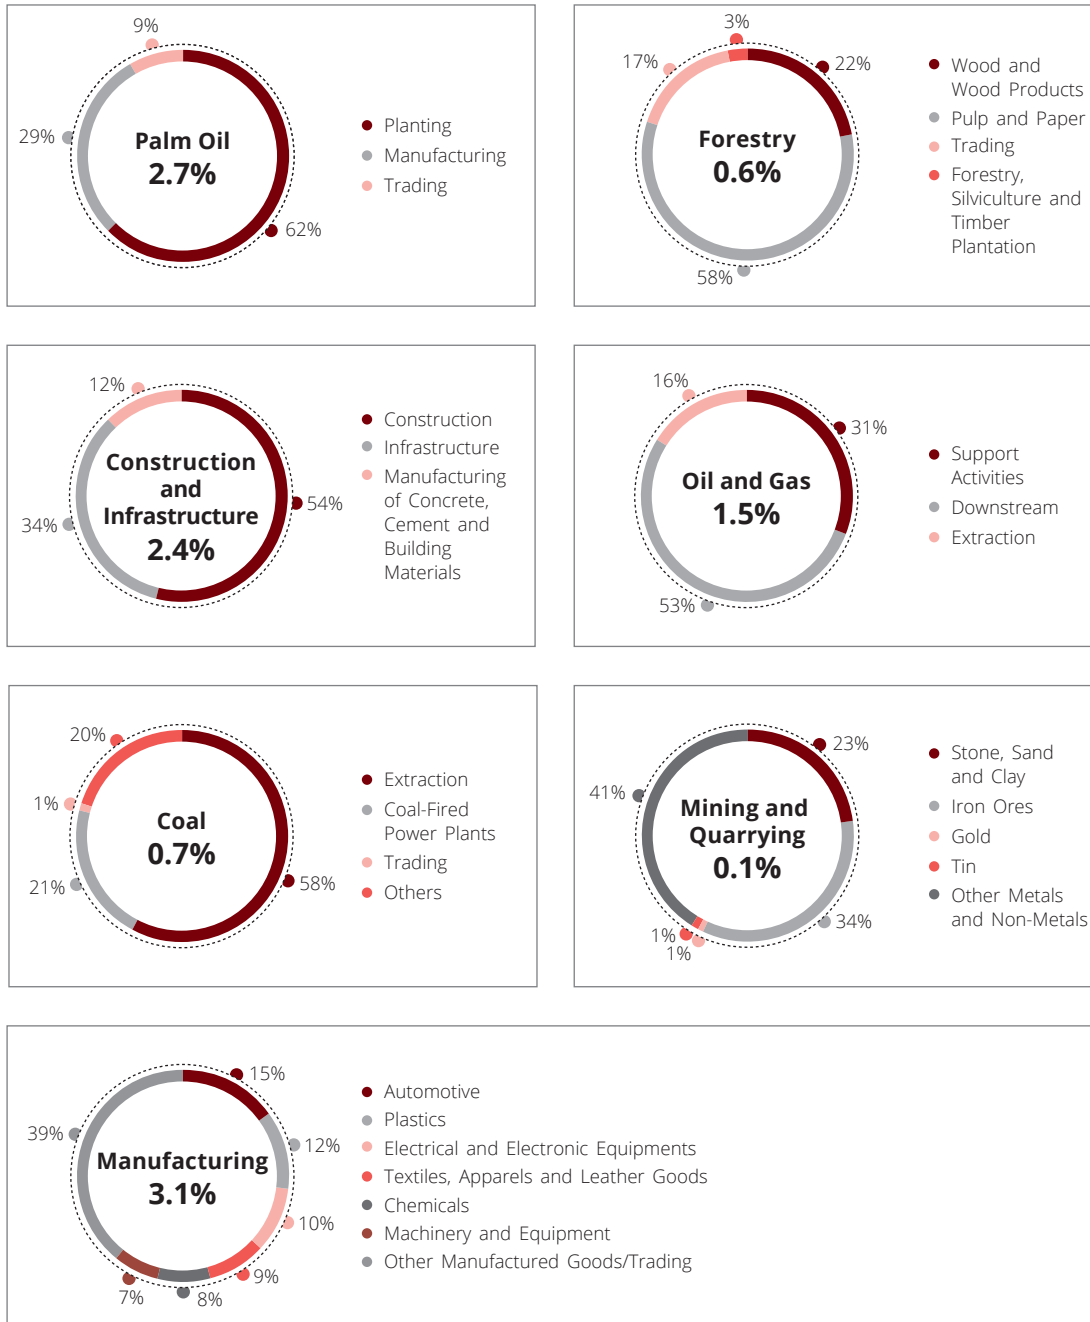 9%
29%
Palm Oil
2.7%
62%
Planting
Manufacturing
Trading
3%
17%
22%
Forestry
0.6%
58%
Wood and
Wood Products
Pulp and Paper
Trading
Forestry,
Silviculture and
Timber
Plantation
12%
34%
Construction
and
Infrastructure
2.4%
54%
Construction
Infrastructure
Manufacturing
of Concrete,
Cement and
Building
Materials
16%
31%
Oil and Gas
1.5%
53%
Support
Activities
Downstream
Extraction
20%
1%
Coal
0.7%
21%
58%
Extraction
Coal-Fired
Power Plants
Trading
Others
23%
41%
Mining and
Quarrying
0.1%
34%
1%
1%
Stone, Sand
and Clay
Iron Ores
Gold
Tin
Other Metals
and Non-Metals
15%
39%
12%
Manufacturing
3.1%
10%
9%
7%
8%
Automotive
Plastics
Electrical and Electronic Equipments
Textiles, Apparels and Leather Goods
Chemicals
Machinery and Equipment
Other Manufactured Goods/Trading